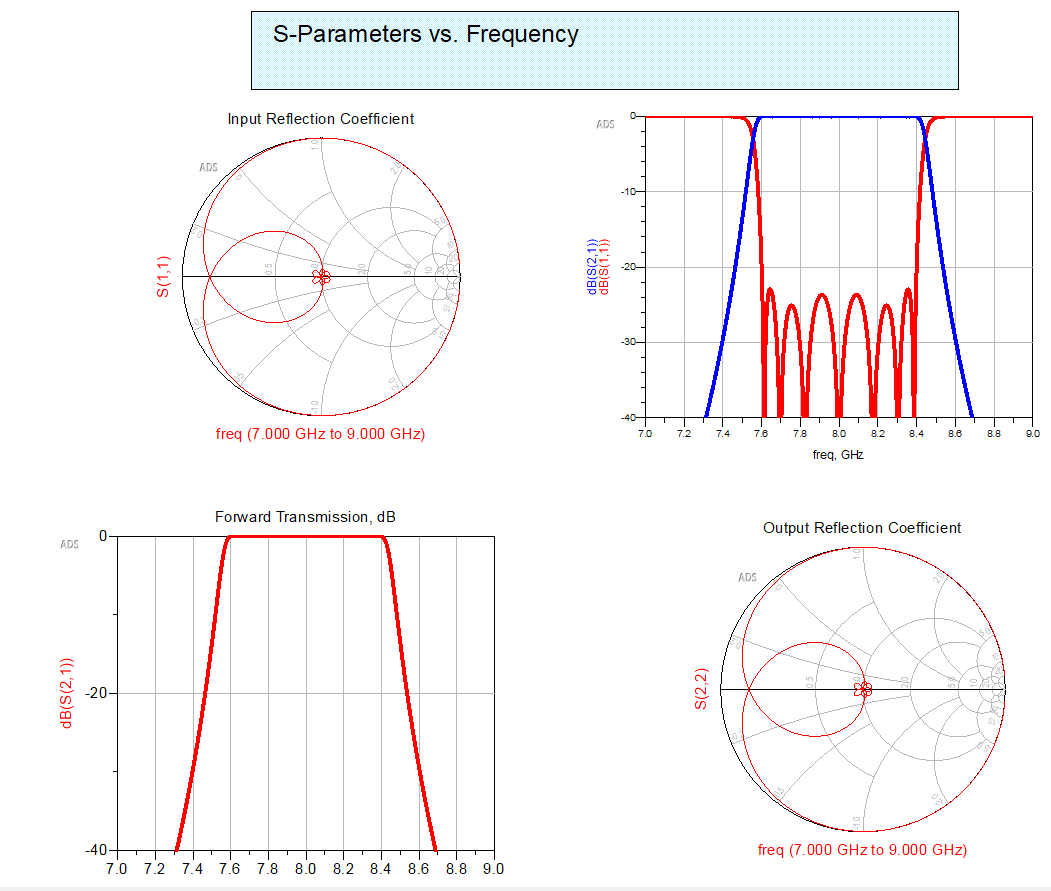 S-Parameters vs. Frequency
Input Reflection Coefficient
ADS
S(1,1)
freq (7.000 GHz to 9.000 GHz)
ADS
dB(S(2,1))
dB(S(1,1))
0
-10
-20
-30
-40
7.0 7.2 7.4 7.6 7.8 8.0 8.2 8.4 8.6 8.8 9.0
freq, GHz
Forward Transmission, dB
ADS
dB(S(2,1))
0
-20
-40
7.0 7.2 7.4 7.6 7.8 8.0 8.2 8.4 8.6 8.8 9.0
Output Reflection Coefficient
ADS
S(2,2)
freq (7.000 GHz to 9.000 GHz)